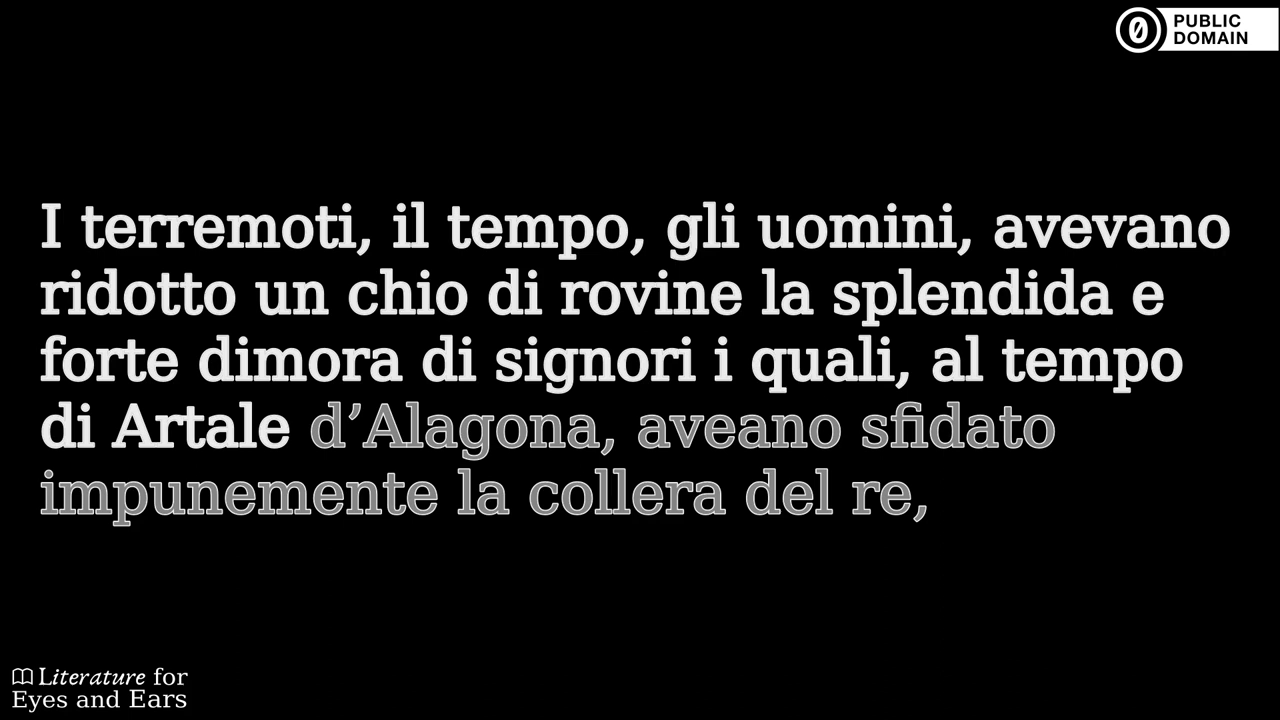 PUBLIC
DOMAIN
I terremoti, il tempo, gli uomini, avevano
ridotto un chio di rovine la splendida e
forte dimora di signori i quali, al tempo
di Artale d’Alagona, aveano sfidato
impunemente la collera del re,
Literature for
Eyes and Ears